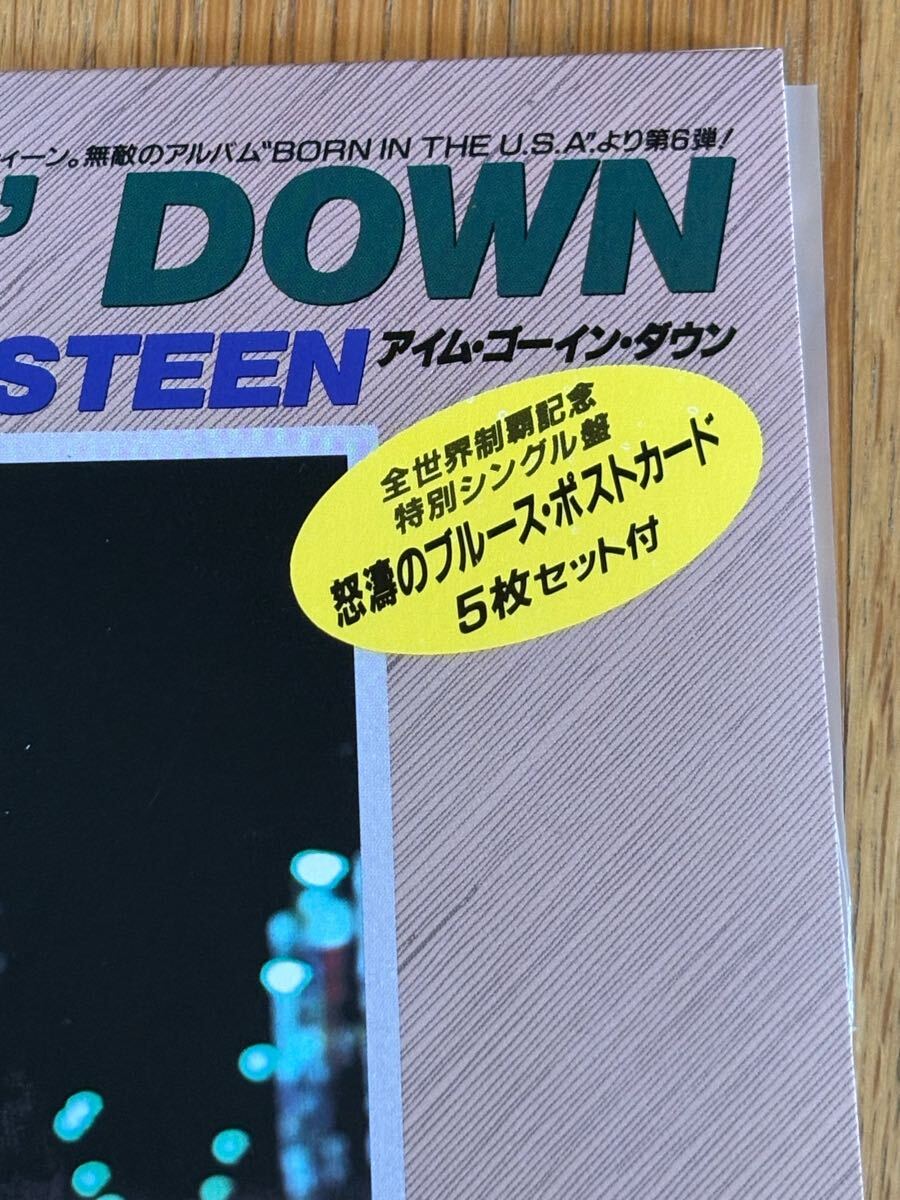 ィーン。無敵のアルバム“BORN IN THE U.S.A”.より第6弾!
' DOWN
STEEN アイム・ゴーイン・ダウン
全世界制覇記念
特別シングル盤
怒濤のブルース・ポストカード
5枚セット付